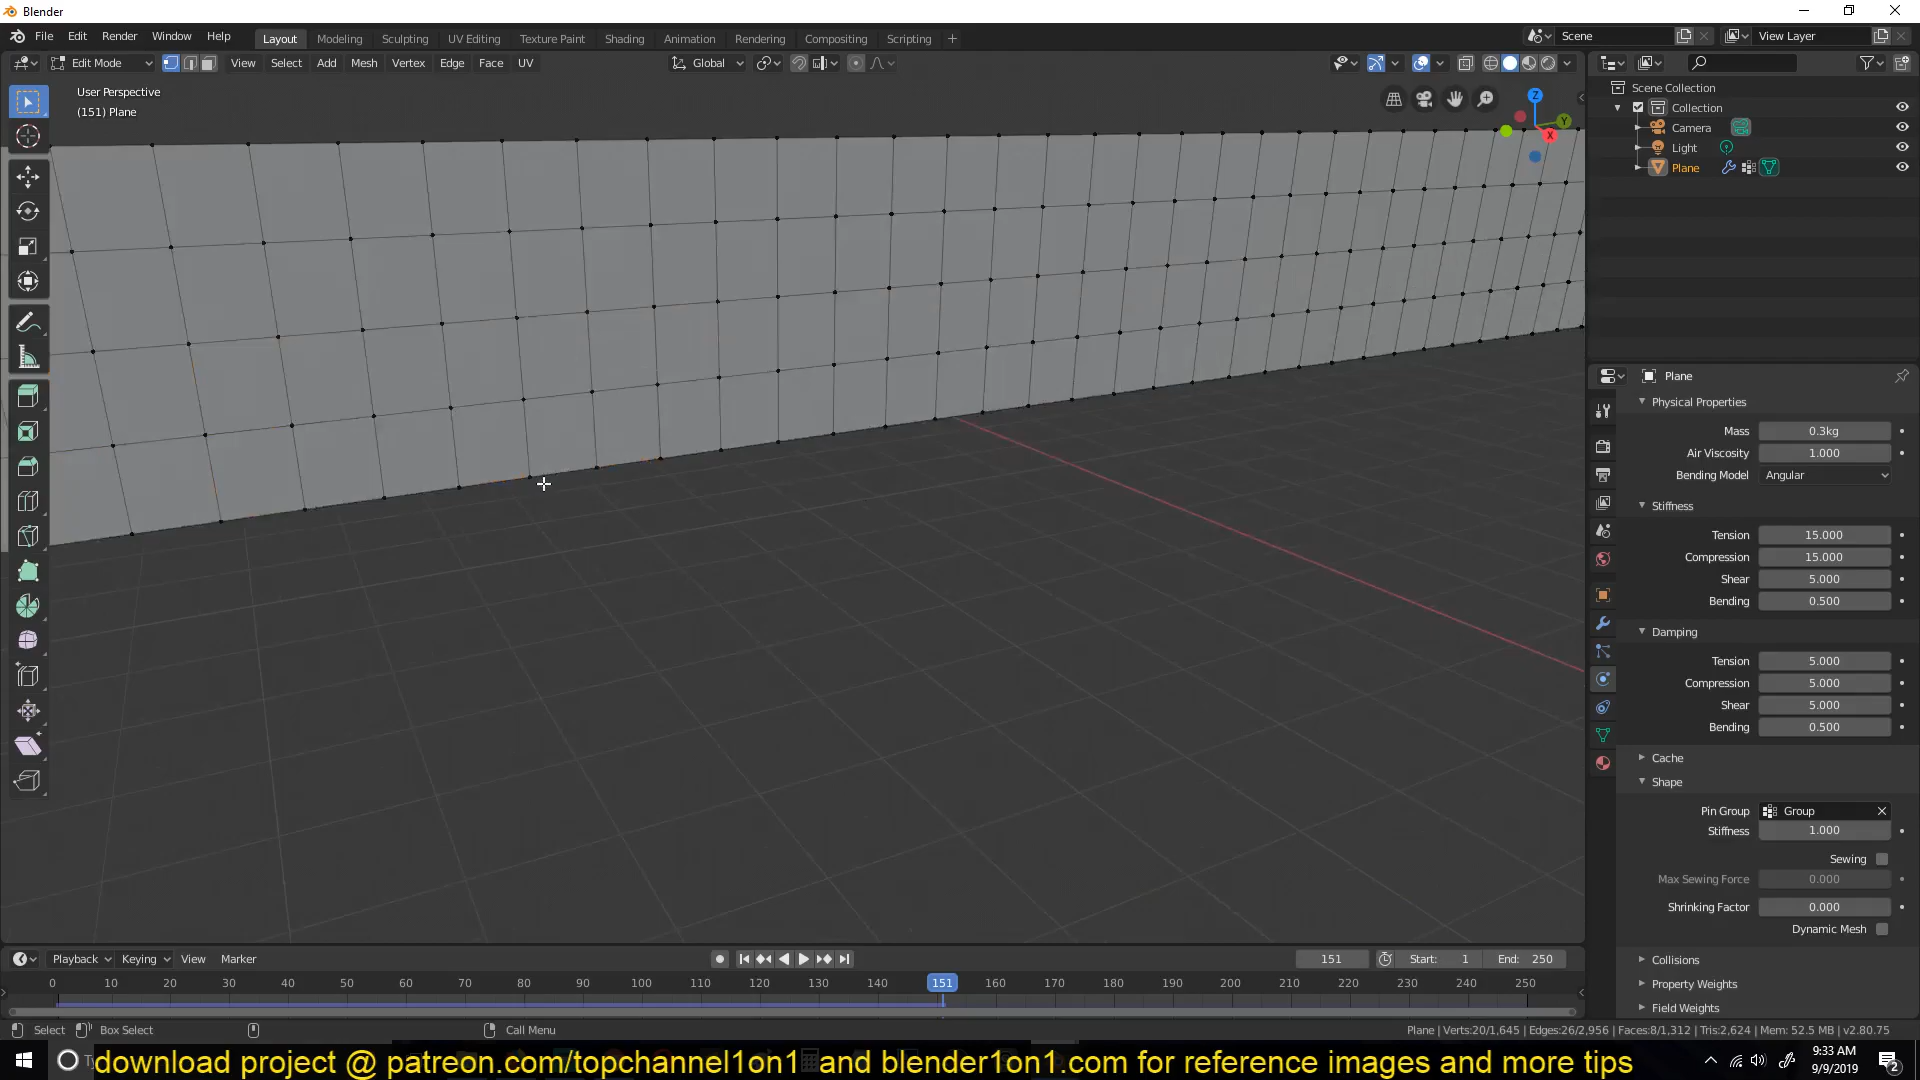 Blender
File Edit Render Window Help
Layout Modeling Sculpting UV Editing Texture Paint Shading Animation Rendering Compositing Scripting
Scene View Layer
Edit Mode View Select Add Mesh Vertex Edge Face UV Global
User Perspective
(151) Plane
Z
Y
X
Scene Collection
Collection
Camera
Light
Plane
Plane
Physical Properties
Mass 0.3kg
Air Viscosity 1.000
Bending Model Angular
Stiffness
Tension 15.000
Compression 15.000
Shear 5.000
Bending 0.500
Damping
Tension 5.000
Compression 5.000
Shear 5.000
Bending 0.500
Cache
Shape
Pin Group Group
Stiffness 1.000
Sewing
Max Sewing Force 0.000
Shrinking Factor 0.000
Dynamic Mesh
Collisions
Property Weights
Field Weights
Playback Keying View Marker 151 Start: 1 End: 250
0 10 20 30 40 50 60 70 80 90 100 110 120 130 140 151 160 170 180 190 200 210 220 230 240 250
Select Box Select Call Menu Plane | Verts:20/1,645 | Edges:26/2,956 | Faces:8/1,312 | Tris:2,624 | Mem: 52.5 MB | v2.80.75
download project @ patreon.com/topchannel1on1 and blender1on1.com for reference images and more tips
9:33 AM
9/9/2019
2